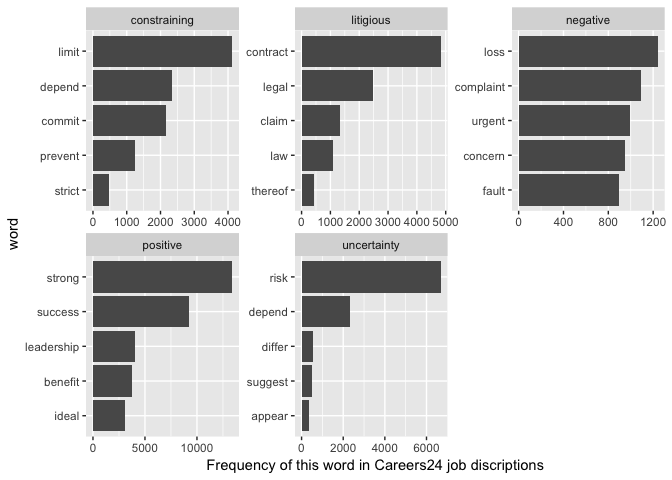 constraining
litigious
negative
limit
depend
commit
prevent
strict
0 1000 2000 3000 4000
contract
legal
claim
law
thereof
0 1000 2000 3000 4000 5000
loss
complaint
urgent
concern
fault
0 400 800 1200
word
positive
uncertainty
strong
success
leadership
benefit
ideal
0 5000 10000
risk
depend
differ
suggest
appear
0 2000 4000 6000
Frequency of this word in Careers24 job discriptions